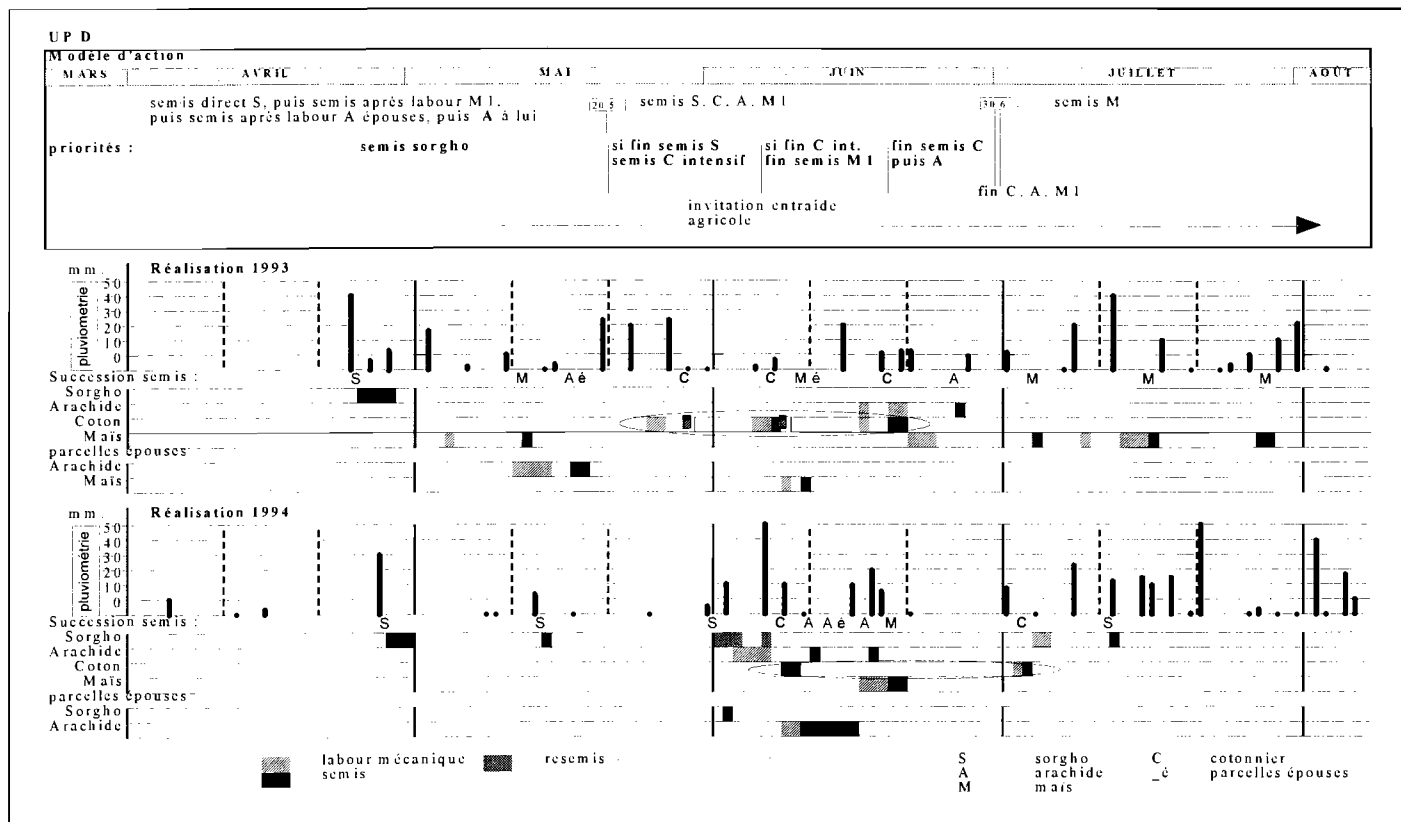 UP D
Modèle d'action
MARS AVRIL MAI JUIN JUILLET AOÛT
semis direct S, puis semis après labour M1. 20.5 semis S. C. A. M1 30.6 semis M
puis semis après labour A épouses, puis A à lui
priorités : semis sorgho si fin semis S si fin C int. fin semis C
semis C intensif fin semis M1 puis A
fin C. A. M1
invitation entraide
agricole
mm. Réalisation 1993
50
40
30
20
10
0
pluviométrie
Succession semis : S M Aé C C Mé C A M M M
Sorgho
Arachide
Coton
Maïs
parcelles épouses
Arachide
Maïs
mm. Réalisation 1994
50
40
30
20
10
0
pluviométrie
Succession semis : S S S C A Aé A M C S
Sorgho
Arachide
Coton
Maïs
parcelles épouses
Sorgho
Arachide
labour mécanique resemis S sorgho C cotonnier
semis A arachide _é parcelles épouses
M maïs